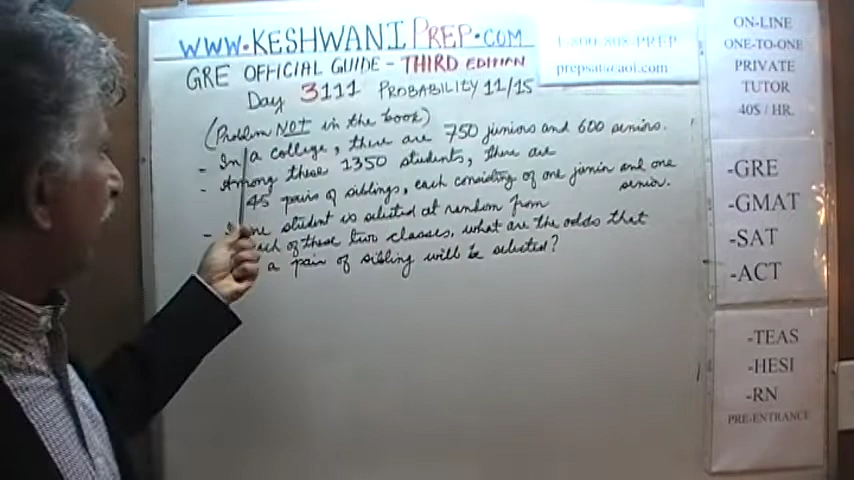 WWW.KESHWANIPREP.COM
GRE OFFICIAL GUIDE - THIRD EDITION
Day 3111 PROBABILITY 11/15
(Problem NOT in the book)
- In a college, there are 750 juniors and 600 seniors.
- Among these 1350 students, there are
45 pairs of siblings, each consisting of one junior and one
senior.
- student is selected at random from
each of these two classes, what are the odds that
a pair of sibling will be selected?
1-800-808-PREP
prepsat@aol.com
ON-LINE
ONE-TO-ONE
PRIVATE
TUTOR
40$ / HR.
-GRE
-GMAT
-SAT
-ACT
-TEAS
-HESI
-RN
PRE-ENTRANCE